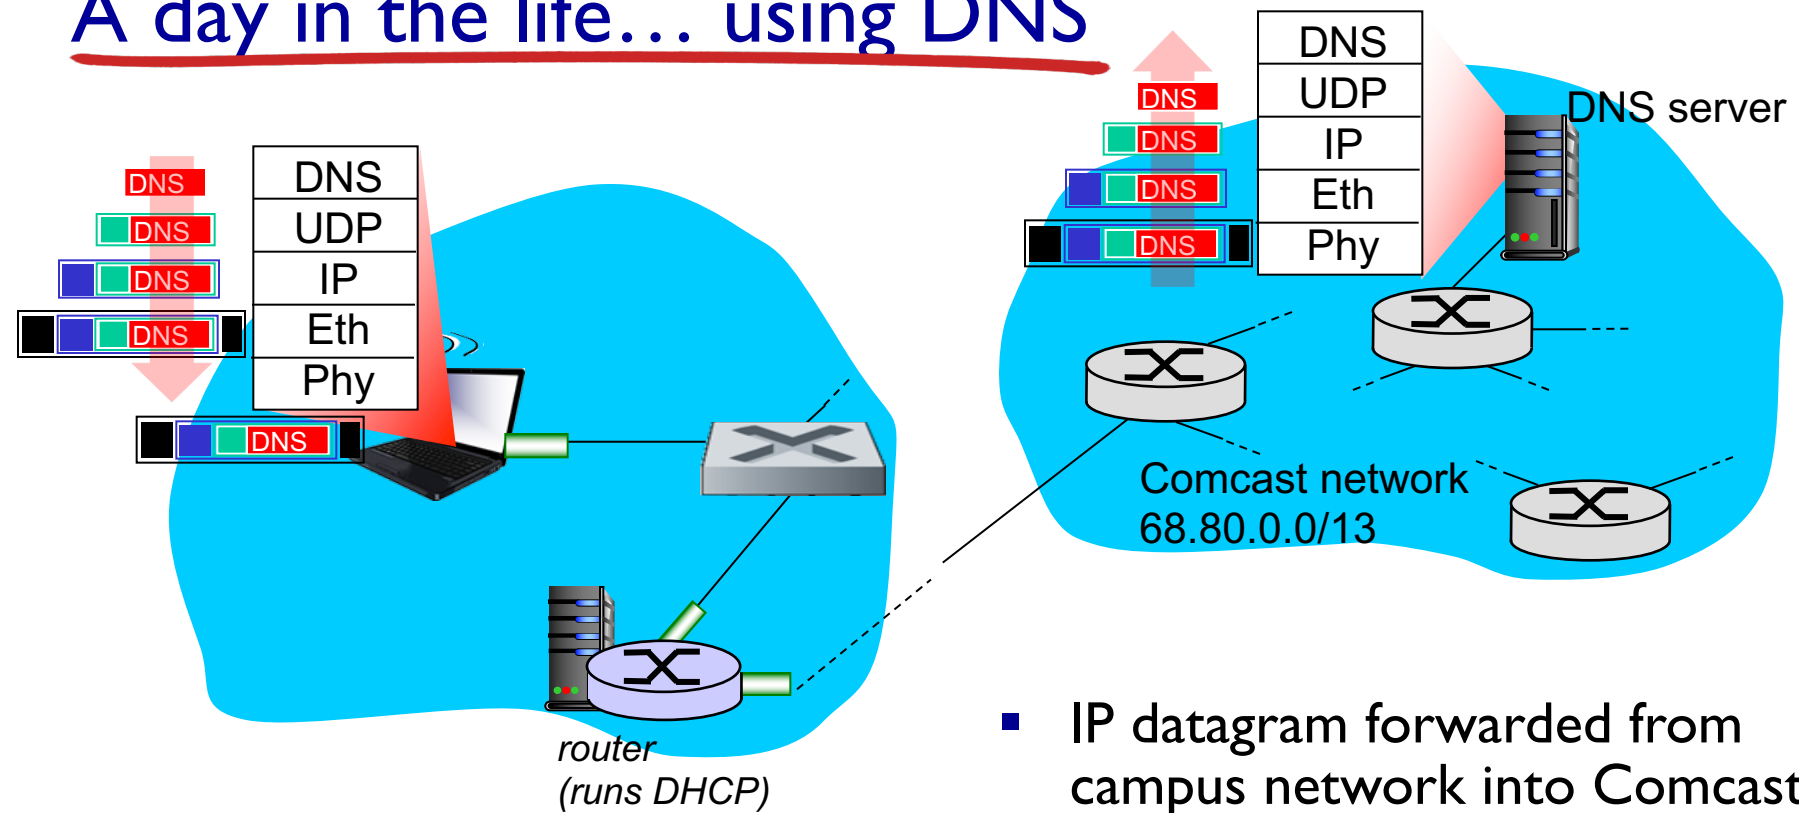 A day in the life… using DNS
DNS
DNS
DNS
DNS
DNS
DNS
UDP
IP
Eth
Phy
DNS
DNS
DNS
DNS
DNS
UDP
IP
Eth
Phy
DNS server
Comcast network
68.80.0.0/13
router
(runs DHCP)
▪ IP datagram forwarded from
campus network into Comcast